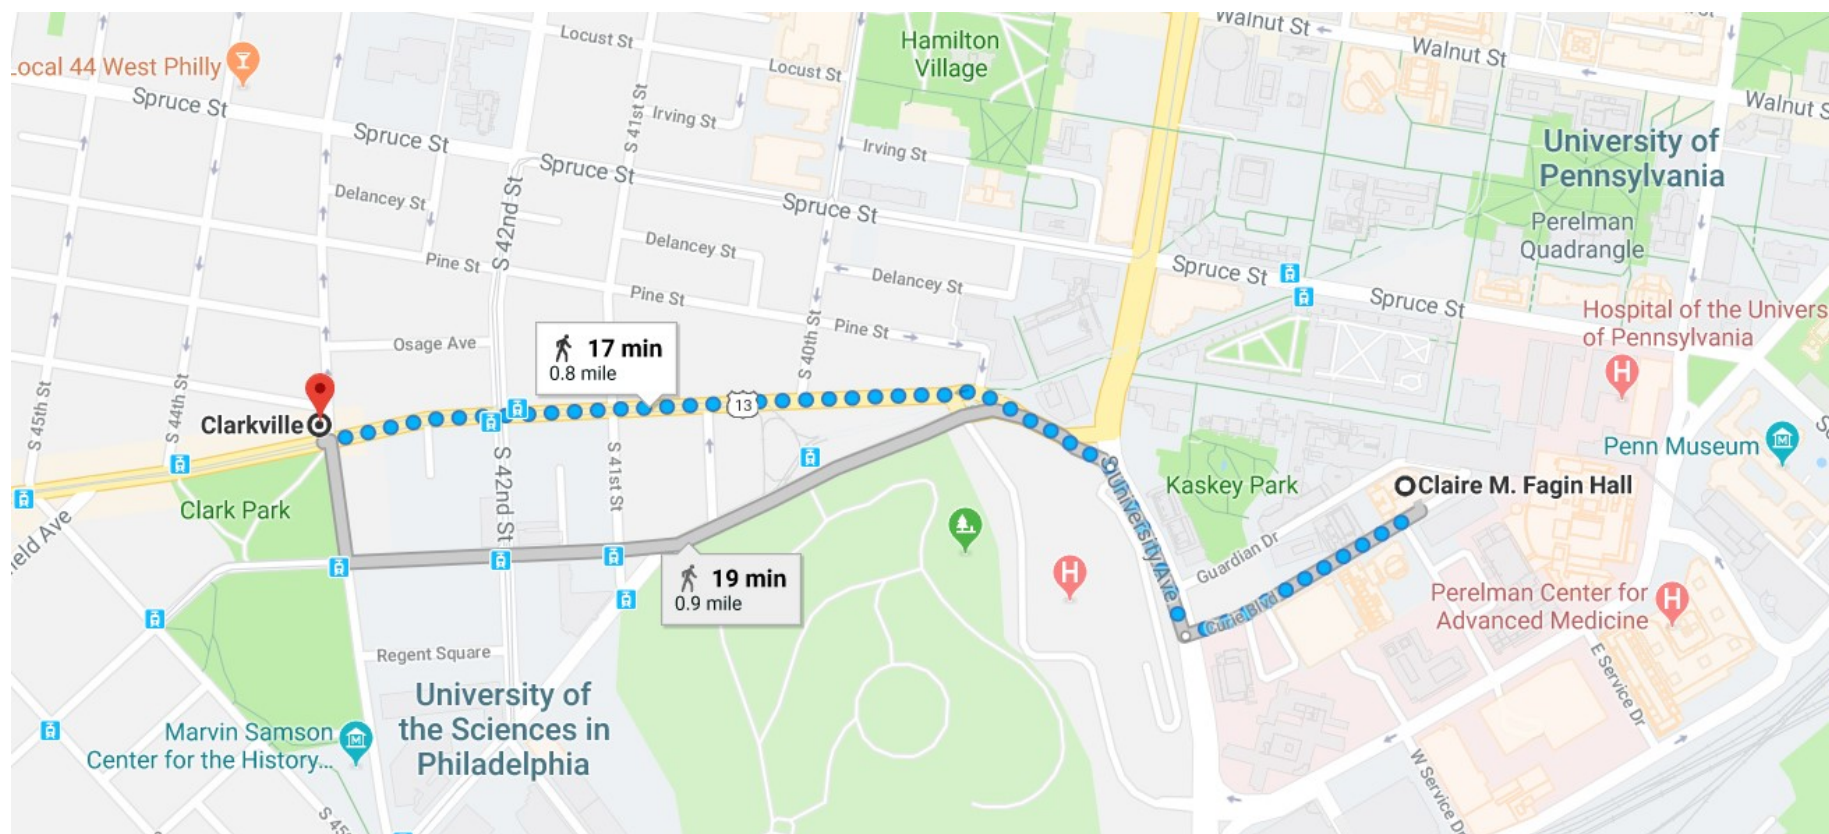 Local 44 West Philly
Locust St
Locust St
Hamilton
Village
Walnut St
Walnut St
Walnut S
Spruce St
Spruce St
Spruce St
Spruce St
Spruce St
Spruce St
S 41st St
Irving St
Irving St
University of
Pennsylvania
Perelman
Quadrangle
Delancey St
Delancey St
Delancey St
S 42nd St
Pine St
Pine St
Pine St
Hospital of the Univers
of Pennsylvania
H
Osage Ave
17 min
0.8 mile
S 40th St
13
S 45th St
S 44th St
Clarkville
S 42nd St
S 41st St
Clark Park
field Ave
S University Ave
Kaskey Park
Claire M. Fagin Hall
Penn Museum
Guardian Dr
Curie Blvd
H
19 min
0.9 mile
Perelman Center for
Advanced Medicine
H
Regent Square
University of
the Sciences in
Philadelphia
Marvin Samson
Center for the History...
S 45
E Service Dr
W Service Dr